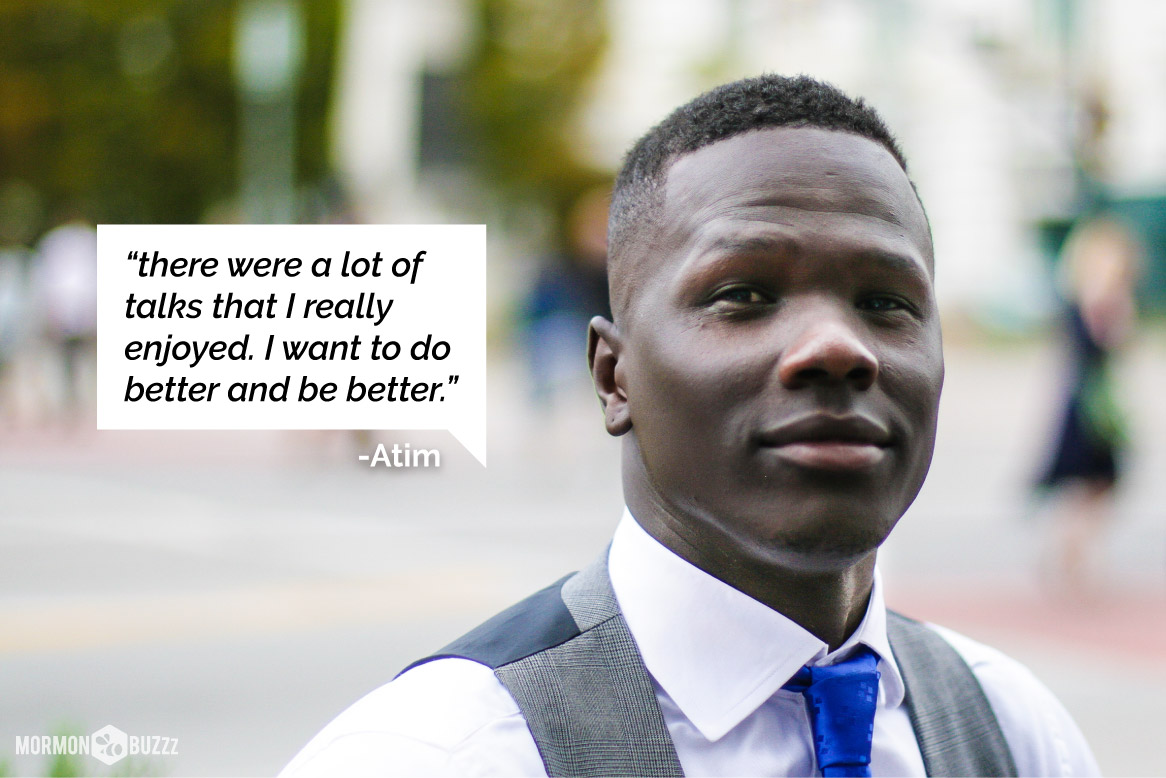 “there were a lot of
talks that I really
enjoyed. I want to do
better and be better.”
-Atim
MORMON BUZZZ